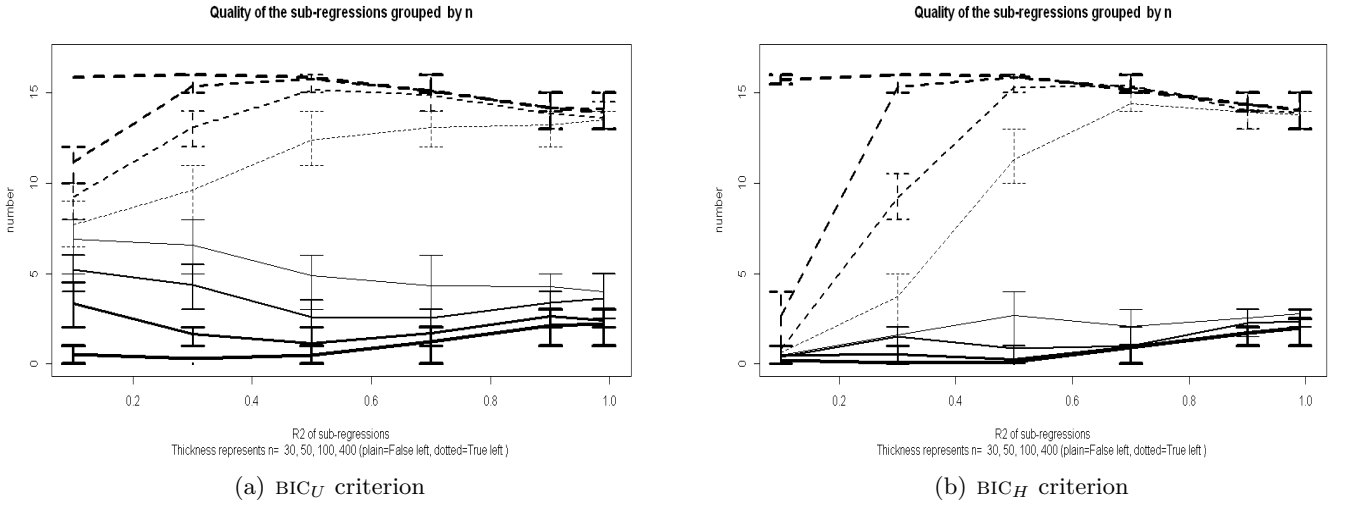 Quality of the sub-regressions grouped by n
number
15
10
5
0
0.2 0.4 0.6 0.8 1.0
R2 of sub-regressions
Thickness represents n= 30, 50, 100, 400 (plain=False left, dotted=True left )
(a) BICU criterion
Quality of the sub-regressions grouped by n
number
15
10
5
0
0.2 0.4 0.6 0.8 1.0
R2 of sub-regressions
Thickness represents n= 30, 50, 100, 400 (plain=False left, dotted=True left )
(b) BICH criterion